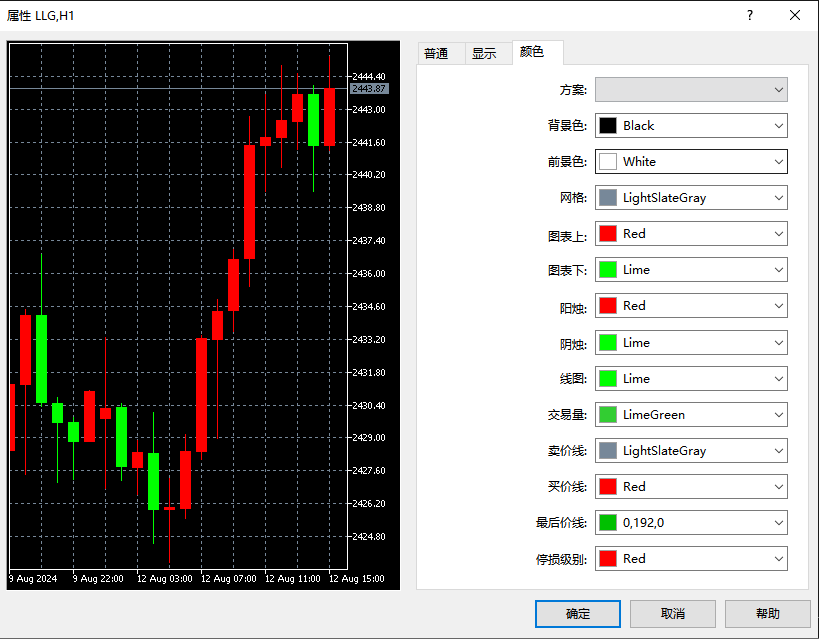 属性 LLG,H1
?
普通
显示
颜色
2444.40
2443.87
2443.00
2441.60
2440.20
2438.80
2437.40
2436.00
2434.60
2433.20
2431.80
2430.40
2429.00
2427.60
2426.20
2424.80
9 Aug 2024
9 Aug 22:00
12 Aug 03:00
12 Aug 07:00
12 Aug 11:00
12 Aug 15:00
方案:
背景色: Black
前景色: White
网格: LightSlateGray
图表上: Red
图表下: Lime
阳烛: Red
阴烛: Lime
线图: Lime
交易量: LimeGreen
卖价线: LightSlateGray
买价线: Red
最后价线: 0,192,0
停损级别: Red
确定
取消
帮助